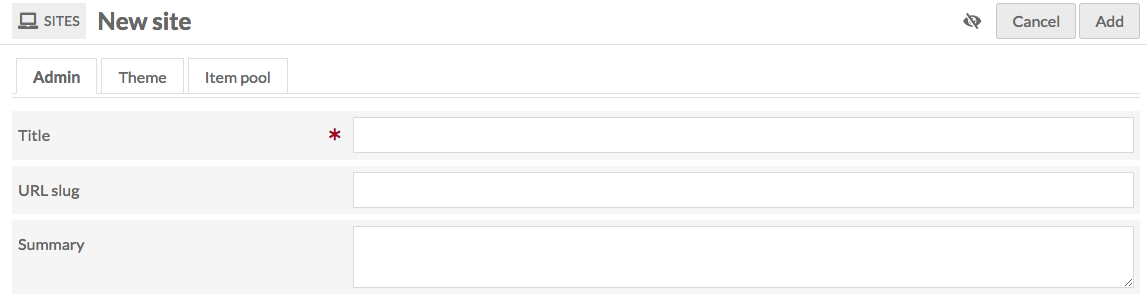 SITES New site Cancel Add
Admin Theme Item pool
Title *
URL slug
Summary